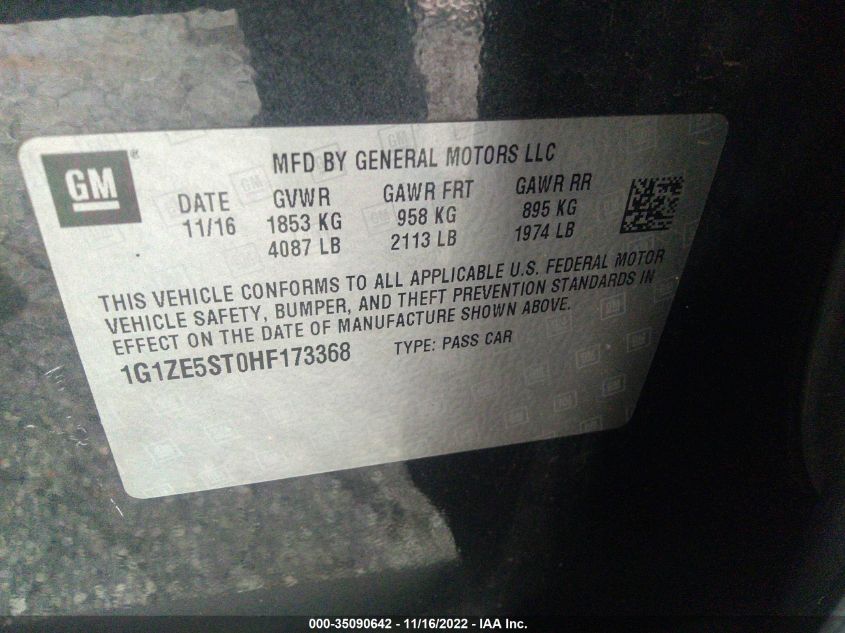 GM ®
MFD BY GENERAL MOTORS LLC
DATE GVWR GAWR FRT GAWR RR
11/16 1853 KG 958 KG 895 KG
4087 LB 2113 LB 1974 LB
THIS VEHICLE CONFORMS TO ALL APPLICABLE U.S. FEDERAL MOTOR
VEHICLE SAFETY, BUMPER, AND THEFT PREVENTION STANDARDS IN
EFFECT ON THE DATE OF MANUFACTURE SHOWN ABOVE.
1G1ZE5ST0HF173368 TYPE: PASS CAR
000-35090642 - 11/16/2022 - IAA Inc.